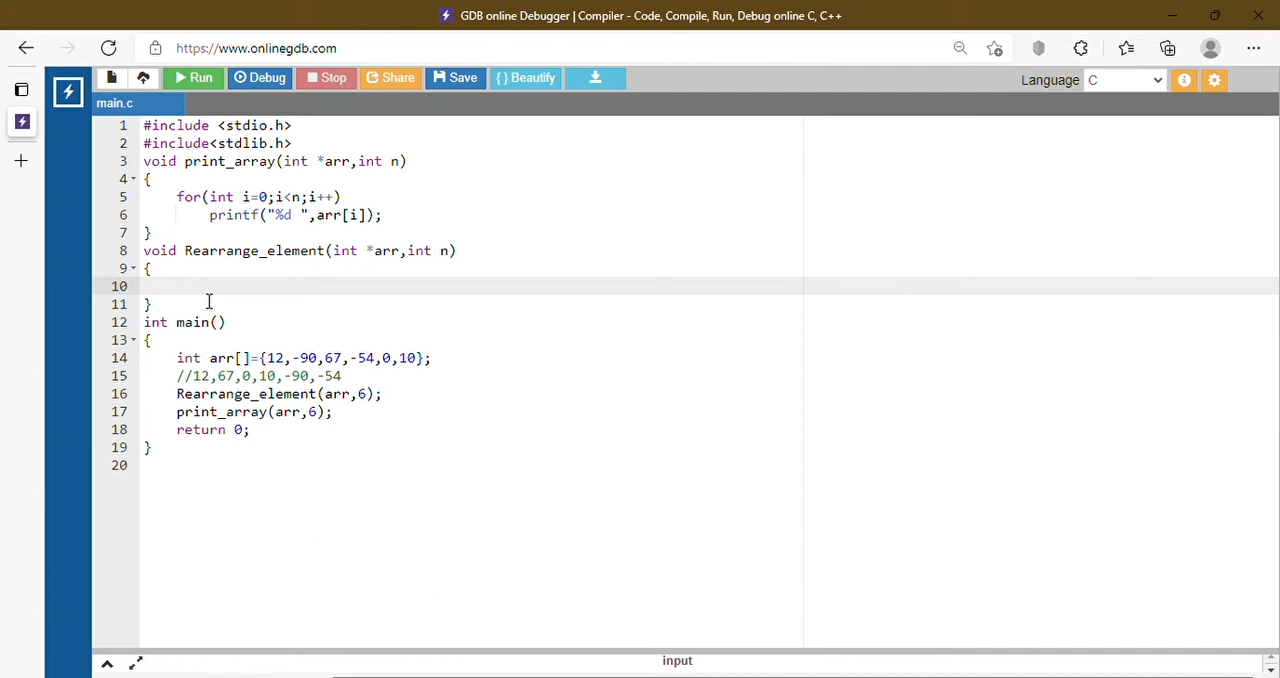 GDB online Debugger | Compiler - Code, Compile, Run, Debug online C, C++
https://www.onlinegdb.com
Run Debug Stop Share Save { } Beautify Language C
main.c
1 #include <stdio.h>
2 #include<stdlib.h>
3 void print_array(int *arr,int n)
4 {
5 for(int i=0;i<n;i++)
6 printf("%d ",arr[i]);
7 }
8 void Rearrange_element(int *arr,int n)
9 {
10
11 }
12 int main()
13 {
14 int arr[]={12,-90,67,-54,0,10};
15 //12,67,0,10,-90,-54
16 Rearrange_element(arr,6);
17 print_array(arr,6);
18 return 0;
19 }
20
input